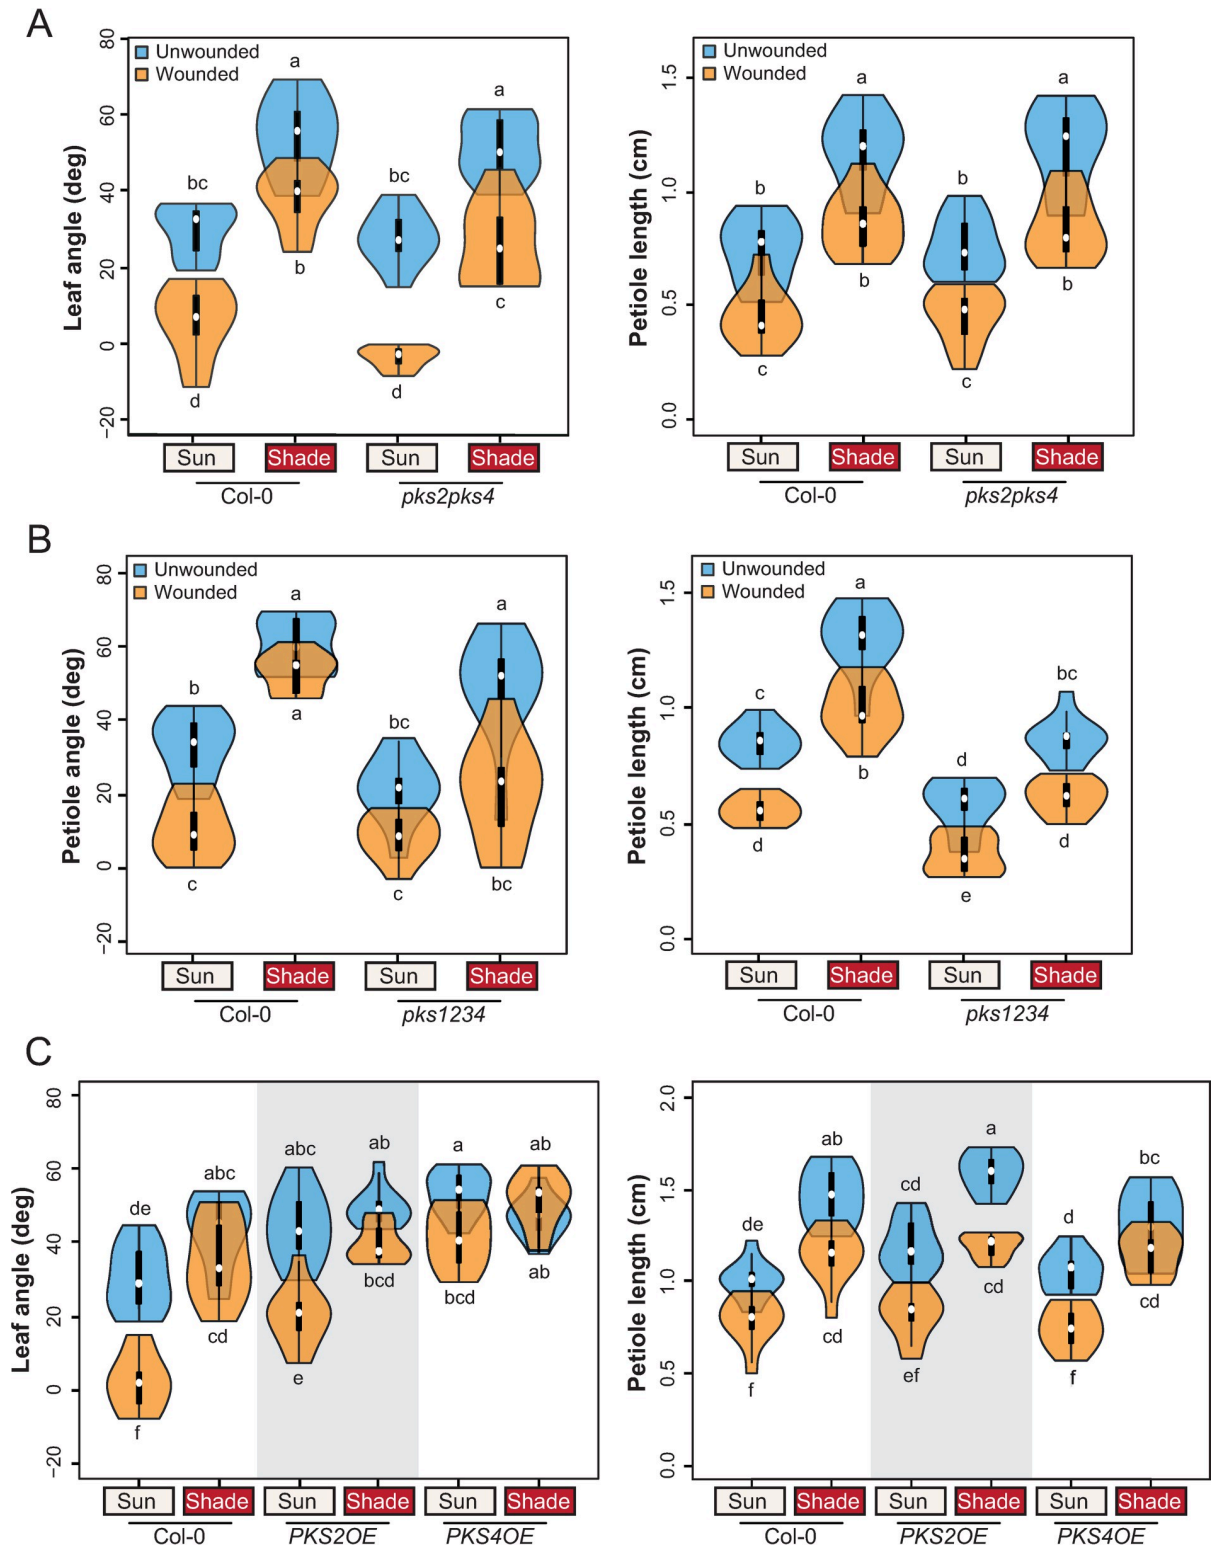 A
Leaf angle (deg)
80
60
40
20
0
−20
Unwounded
Wounded
bc
a
bc
a
d
b
d
c
Sun
Shade
Sun
Shade
Col-0
pks2pks4
Petiole length (cm)
1.5
1.0
0.5
0.0
Unwounded
Wounded
b
a
b
a
c
b
c
b
Sun
Shade
Sun
Shade
Col-0
pks2pks4
B
Petiole angle (deg)
80
60
40
20
0
−20
Unwounded
Wounded
b
a
bc
a
c
a
c
bc
Sun
Shade
Sun
Shade
Col-0
pks1234
Petiole length (cm)
1.5
1.0
0.5
0.0
Unwounded
Wounded
c
a
d
bc
d
b
e
d
Sun
Shade
Sun
Shade
Col-0
pks1234
C
Leaf angle (deg)
80
60
40
20
0
−20
de
abc
abc
ab
a
ab
f
cd
e
bcd
bcd
ab
Sun
Shade
Sun
Shade
Sun
Shade
Col-0
PKS2OE
PKS4OE
Petiole length (cm)
2.0
1.5
1.0
0.5
0.0
de
ab
cd
a
d
bc
f
cd
ef
cd
f
cd
Sun
Shade
Sun
Shade
Sun
Shade
Col-0
PKS2OE
PKS4OE